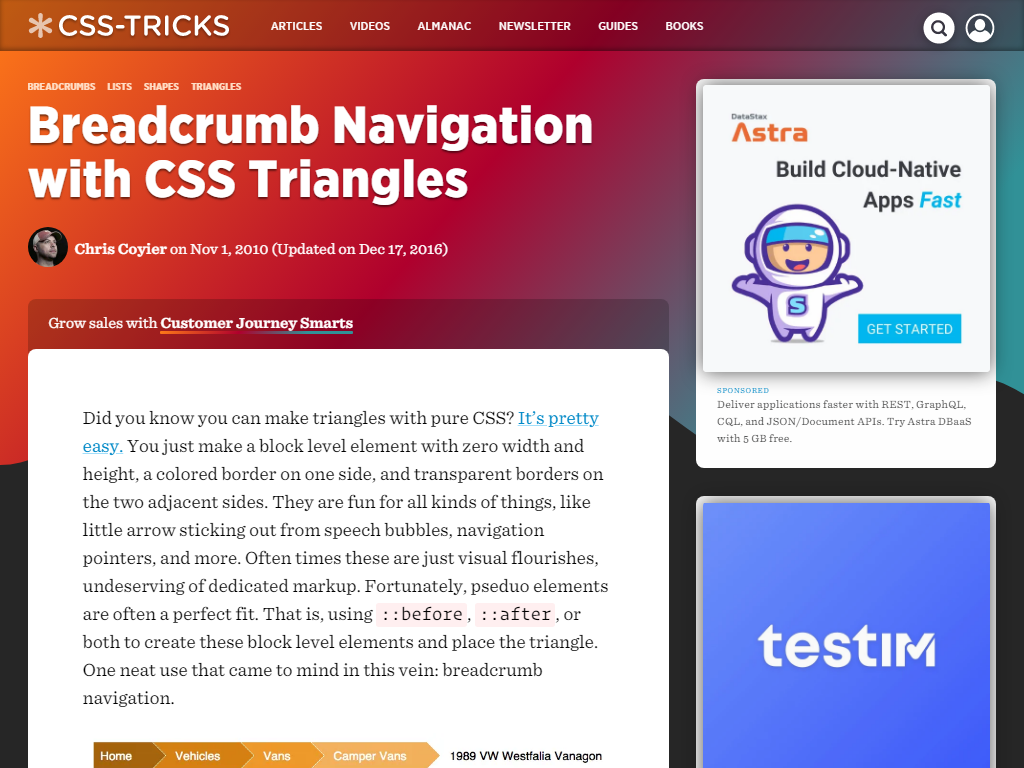 CSS-TRICKS
ARTICLES VIDEOS ALMANAC NEWSLETTER GUIDES BOOKS
BREADCRUMBS LISTS SHAPES TRIANGLES
Breadcrumb Navigation
with CSS Triangles
Chris Coyier on Nov 1, 2010 (Updated on Dec 17, 2016)
Grow sales with Customer Journey Smarts
Did you know you can make triangles with pure CSS? It's pretty
easy. You just make a block level element with zero width and
height, a colored border on one side, and transparent borders on
the two adjacent sides. They are fun for all kinds of things, like
little arrow sticking out from speech bubbles, navigation
pointers, and more. Often times these are just visual flourishes,
undeserving of dedicated markup. Fortunately, pseduo elements
are often a perfect fit. That is, using ::before, ::after, or
both to create these block level elements and place the triangle.
One neat use that came to mind in this vein: breadcrumb
navigation.
Home Vehicles Vans Camper Vans 1989 VW Westfalia Vanagon
DataStax
Astra
Build Cloud-Native
Apps Fast
S
GET STARTED
SPONSORED
Deliver applications faster with REST, GraphQL,
CQL, and JSON/Document APIs. Try Astra DBaaS
with 5 GB free.
testim